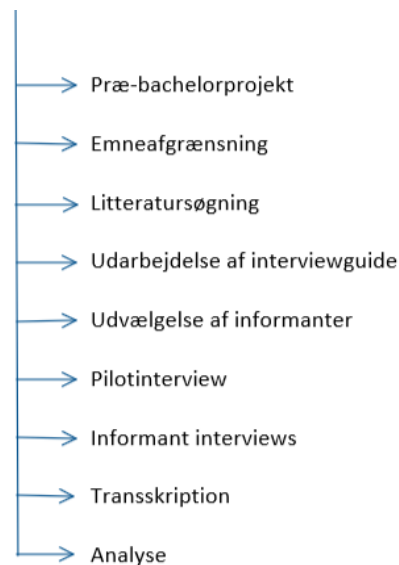 Præ-bachelorprojekt
Emneafgrænsning
Litteratursøgning
Udarbejdelse af interviewguide
Udvælgelse af informanter
Pilotinterview
Informant interviews
Transskription
Analyse